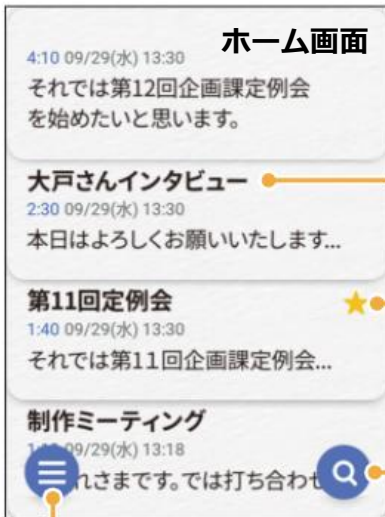 ホーム画面
4:10 09/29(水) 13:30
それでは第12回企画課定例会
を始めたいと思います。
大戸さんインタビュー
2:30 09/29(水) 13:30
本日はよろしくお願いいたします...
第11回定例会
1:40 09/29(水) 13:30
それでは第11回企画課定例会...
制作ミーティング
09/29(水) 13:18
れさまです。では打ち合わせ